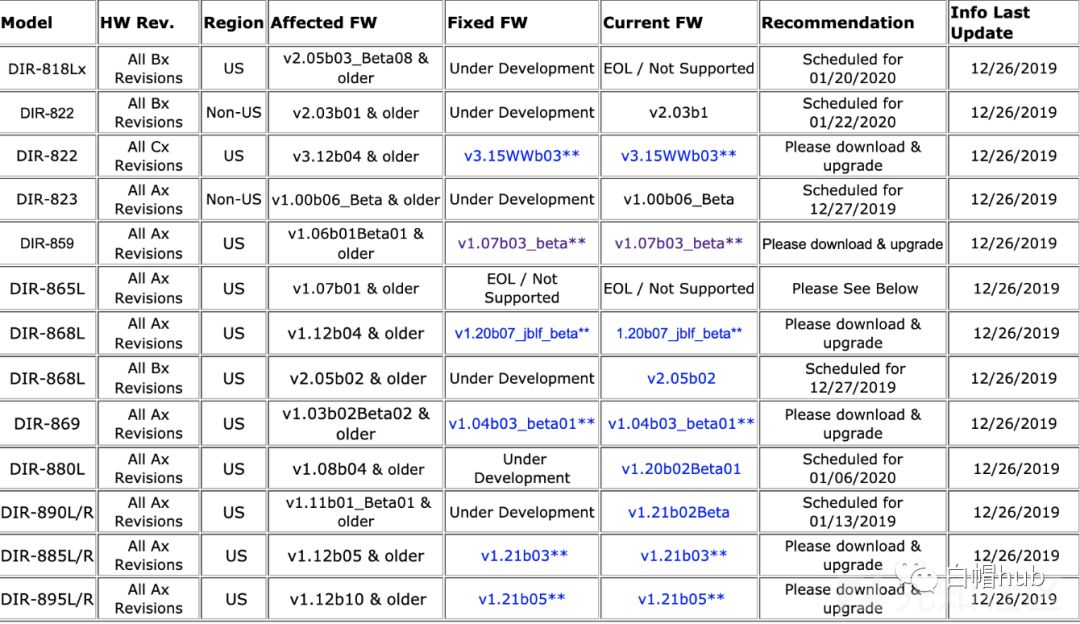 Model HW Rev. Region Affected FW Fixed FW Current FW Recommendation Info Last Update
DIR-818Lx All Bx Revisions US v2.05b03_Beta08 & older Under Development EOL / Not Supported Scheduled for 01/20/2020 12/26/2019
DIR-822 All Bx Revisions Non-US v2.03b01 & older Under Development v2.03b1 Scheduled for 01/22/2020 12/26/2019
DIR-822 All Cx Revisions US v3.12b04 & older v3.15WWb03** v3.15WWb03** Please download & upgrade 12/26/2019
DIR-823 All Ax Revisions Non-US v1.00b06_Beta & older Under Development v1.00b06_Beta Scheduled for 12/27/2019 12/26/2019
DIR-859 All Ax Revisions US v1.06b01Beta01 & older v1.07b03_beta** v1.07b03_beta** Please download & upgrade 12/26/2019
DIR-865L All Ax Revisions US v1.07b01 & older EOL / Not Supported EOL / Not Supported Please See Below 12/26/2019
DIR-868L All Ax Revisions US v1.12b04 & older v1.20b07_jblf_beta** 1.20b07_jblf_beta** Please download & upgrade 12/26/2019
DIR-868L All Bx Revisions US v2.05b02 & older Under Development v2.05b02 Scheduled for 12/27/2019 12/26/2019
DIR-869 All Ax Revisions US v1.03b02Beta02 & older v1.04b03_beta01** v1.04b03_beta01** Please download & upgrade 12/26/2019
DIR-880L All Ax Revisions US v1.08b04 & older Under Development v1.20b02Beta01 Scheduled for 01/06/2020 12/26/2019
DIR-890L/R All Ax Revisions US v1.11b01_Beta01 & older Under Development v1.21b02Beta Scheduled for 01/13/2019 12/26/2019
DIR-885L/R All Ax Revisions US v1.12b05 & older v1.21b03** v1.21b03** Please download & upgrade 12/26/2019
DIR-895L/R All Ax Revisions US v1.12b10 & older v1.21b05** v1.21b05** Please download & upgrade 12/26/2019
白帽hub